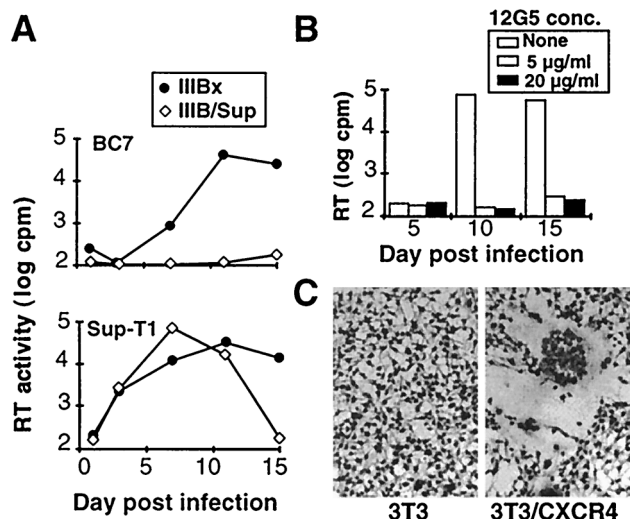 A
IIIBx
IIIB/Sup
BC7
5
4
3
2
Sup-T1
5
4
3
2
0 5 10 15
RT activity (log cpm)
Day post infection
B
12G5 conc.
None
5 µg/ml
20 µg/ml
RT (log cpm)
5
4
3
2
5 10 15
Day post infection
C
3T3 3T3/CXCR4